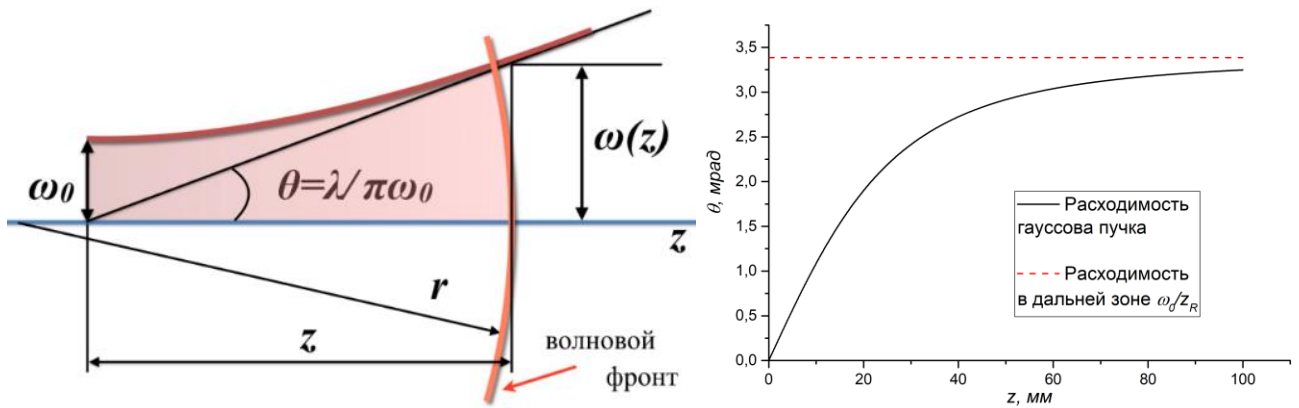 ω₀
θ=λ/πω₀
ω(z)
z
r
z
волновой
фронт
θ, мрад
3,5
3,0
2,5
2,0
1,5
1,0
0,5
0,0
Расходимость
гауссова пучка
Расходимость
в дальней зоне ω₀/z_R
0
20
40
60
80
100
z, мм